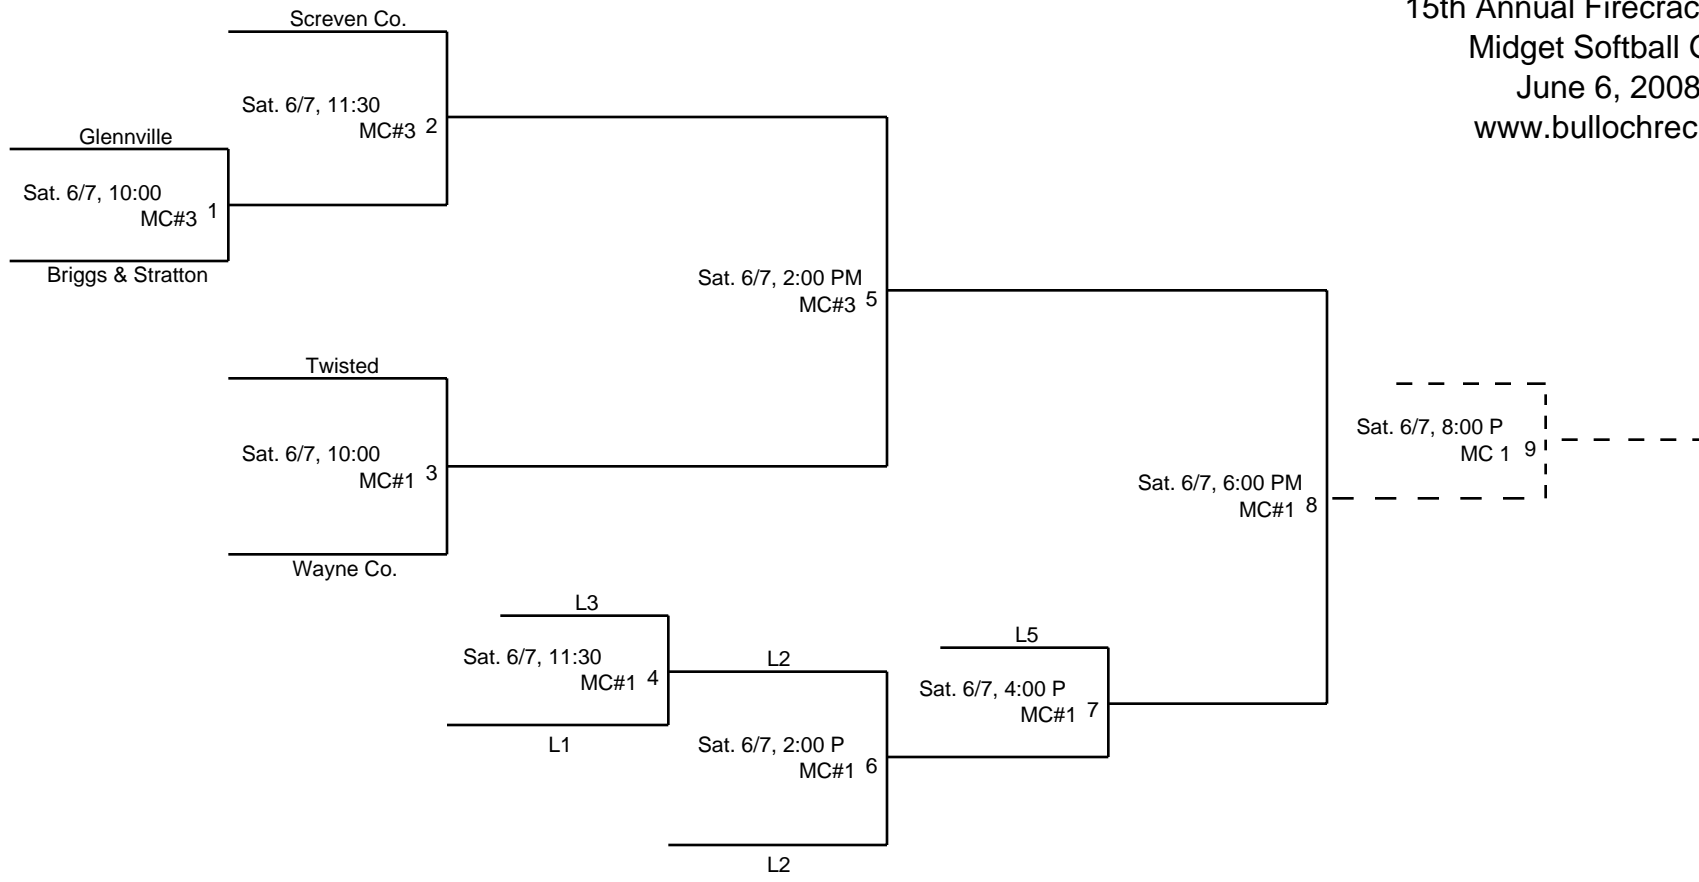 15th Annual Firecrac
Midget Softball
June 6, 2008
www.bullochrec
Screven Co.
Sat. 6/7, 11:30
MC#3 2
Glennville
Sat. 6/7, 10:00
MC#3 1
Briggs & Stratton
Sat. 6/7, 2:00 PM
MC#3 5
Twisted
Sat. 6/7, 10:00
MC#1 3
Wayne Co.
Sat. 6/7, 8:00 P
MC 1 9
Sat. 6/7, 6:00 PM
MC#1 8
L3
Sat. 6/7, 11:30
MC#1 4
L1
L2
Sat. 6/7, 2:00 P
MC#1 6
L2
L5
Sat. 6/7, 4:00 P
MC#1 7